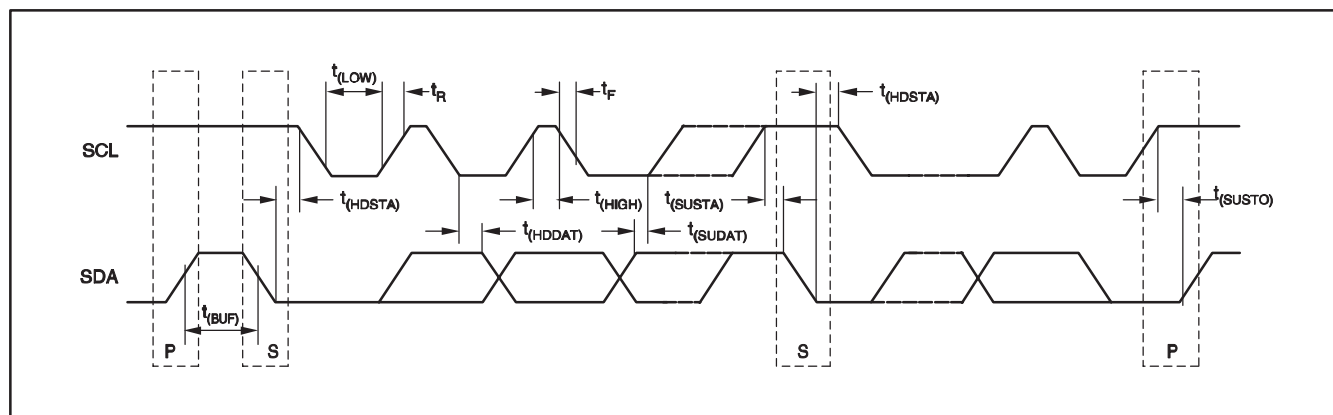 t(LOW)
tR
tF
t(HDSTA)
SCL
t(HDSTA)
t(HIGH)
t(SUSTA)
t(SUSTO)
t(HDDAT)
t(SUDAT)
SDA
t(BUF)
P
S
S
P